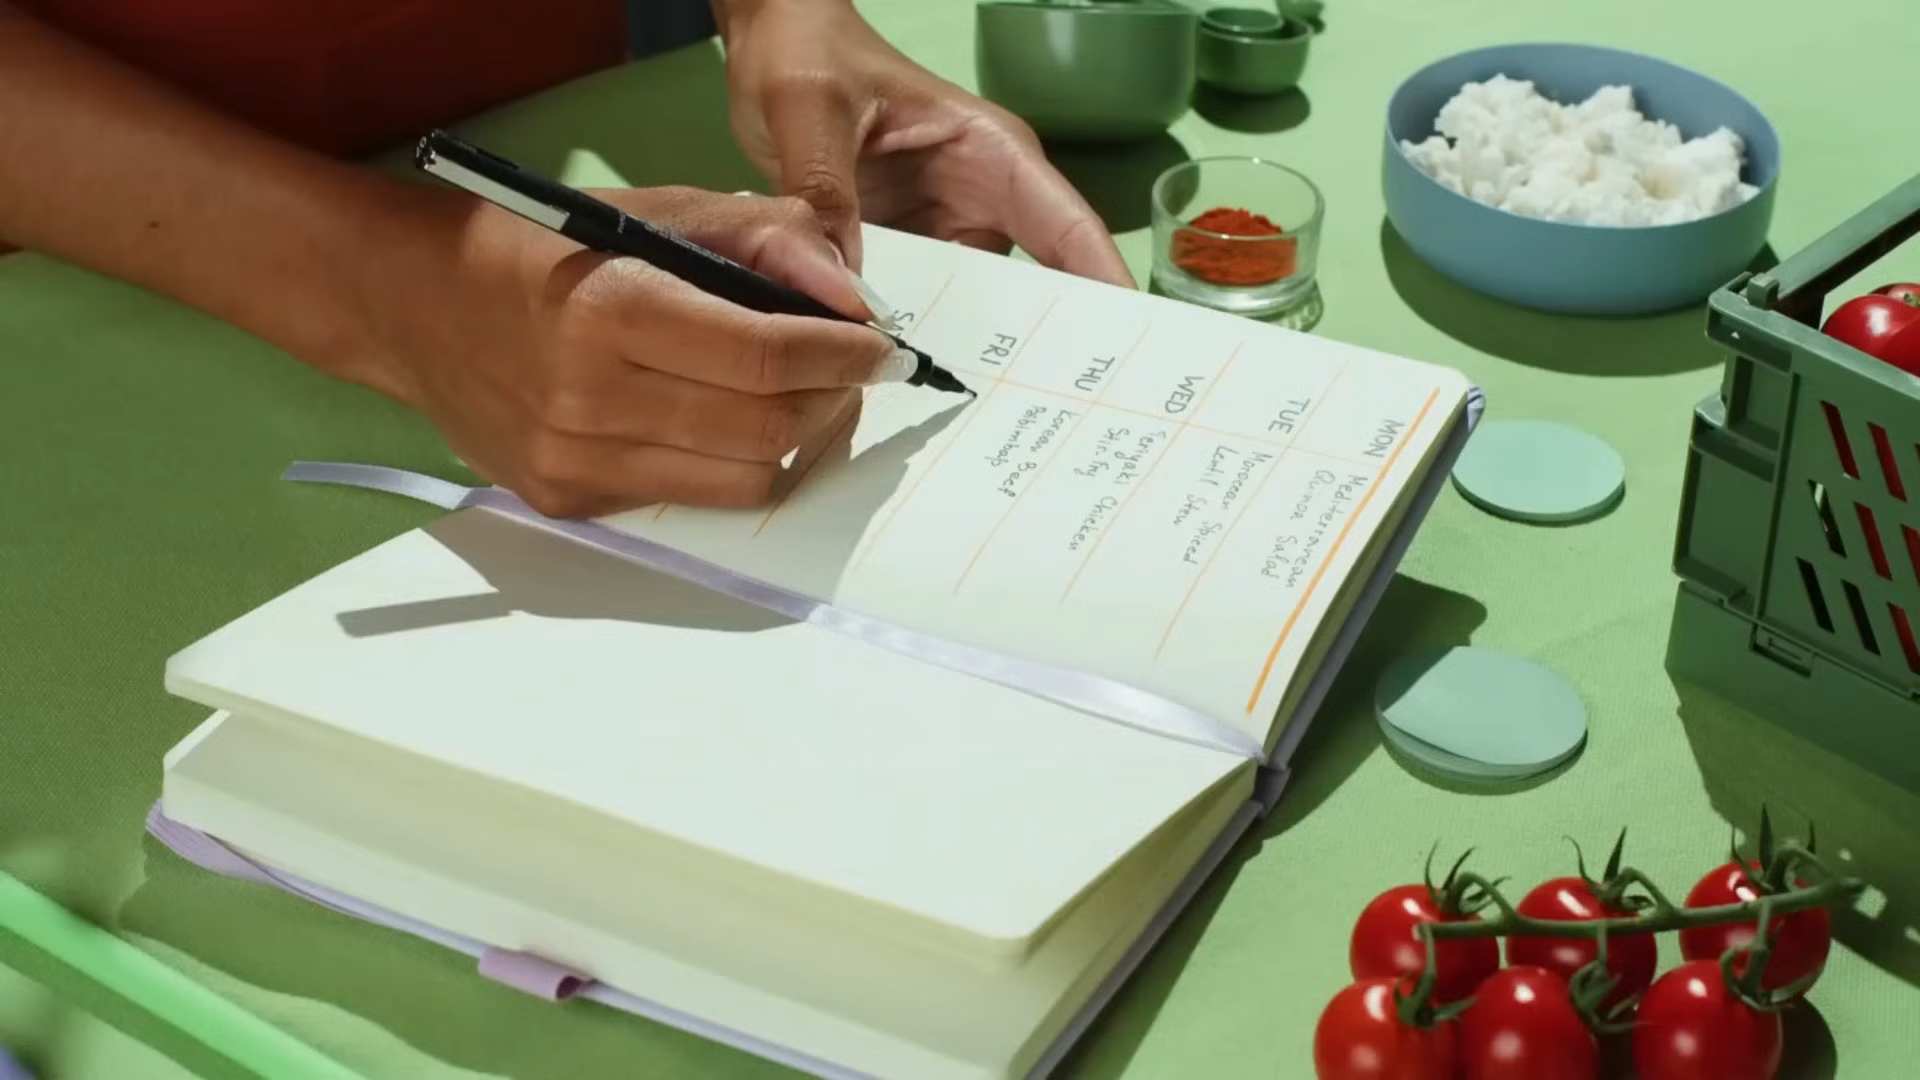 MON
Mediterranean
Quinoa Salad
TUE
Moroccan Spiced
Lentil Stew
WED
Teriyaki Chicken
Stir-fry
THU
Korean Beef
Bibimbap
FRI